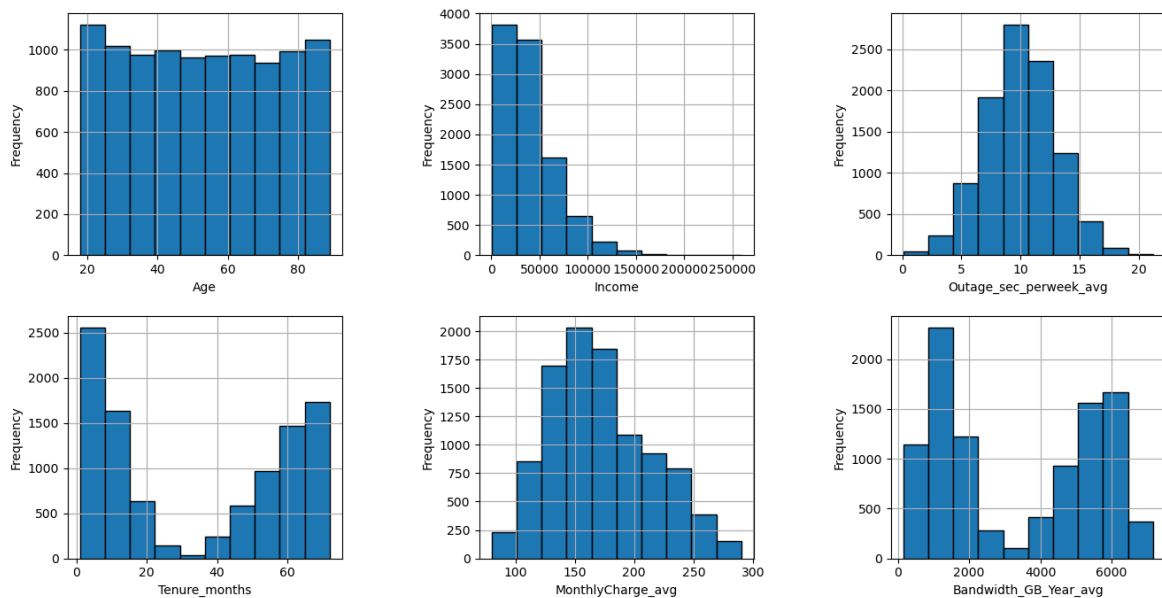 1000
800
600
400
200
0
Frequency
20 40 60 80
Age
4000
3500
3000
2500
2000
1500
1000
500
0
Frequency
0 50000 100000 150000 200000 250000
Income
2500
2000
1500
1000
500
0
Frequency
0 5 10 15 20
Outage_sec_perweek_avg
2500
2000
1500
1000
500
0
Frequency
0 20 40 60
Tenure_months
2000
1750
1500
1250
1000
750
500
250
0
Frequency
100 150 200 250 300
MonthlyCharge_avg
2000
1500
1000
500
0
Frequency
0 2000 4000 6000
Bandwidth_GB_Year_avg